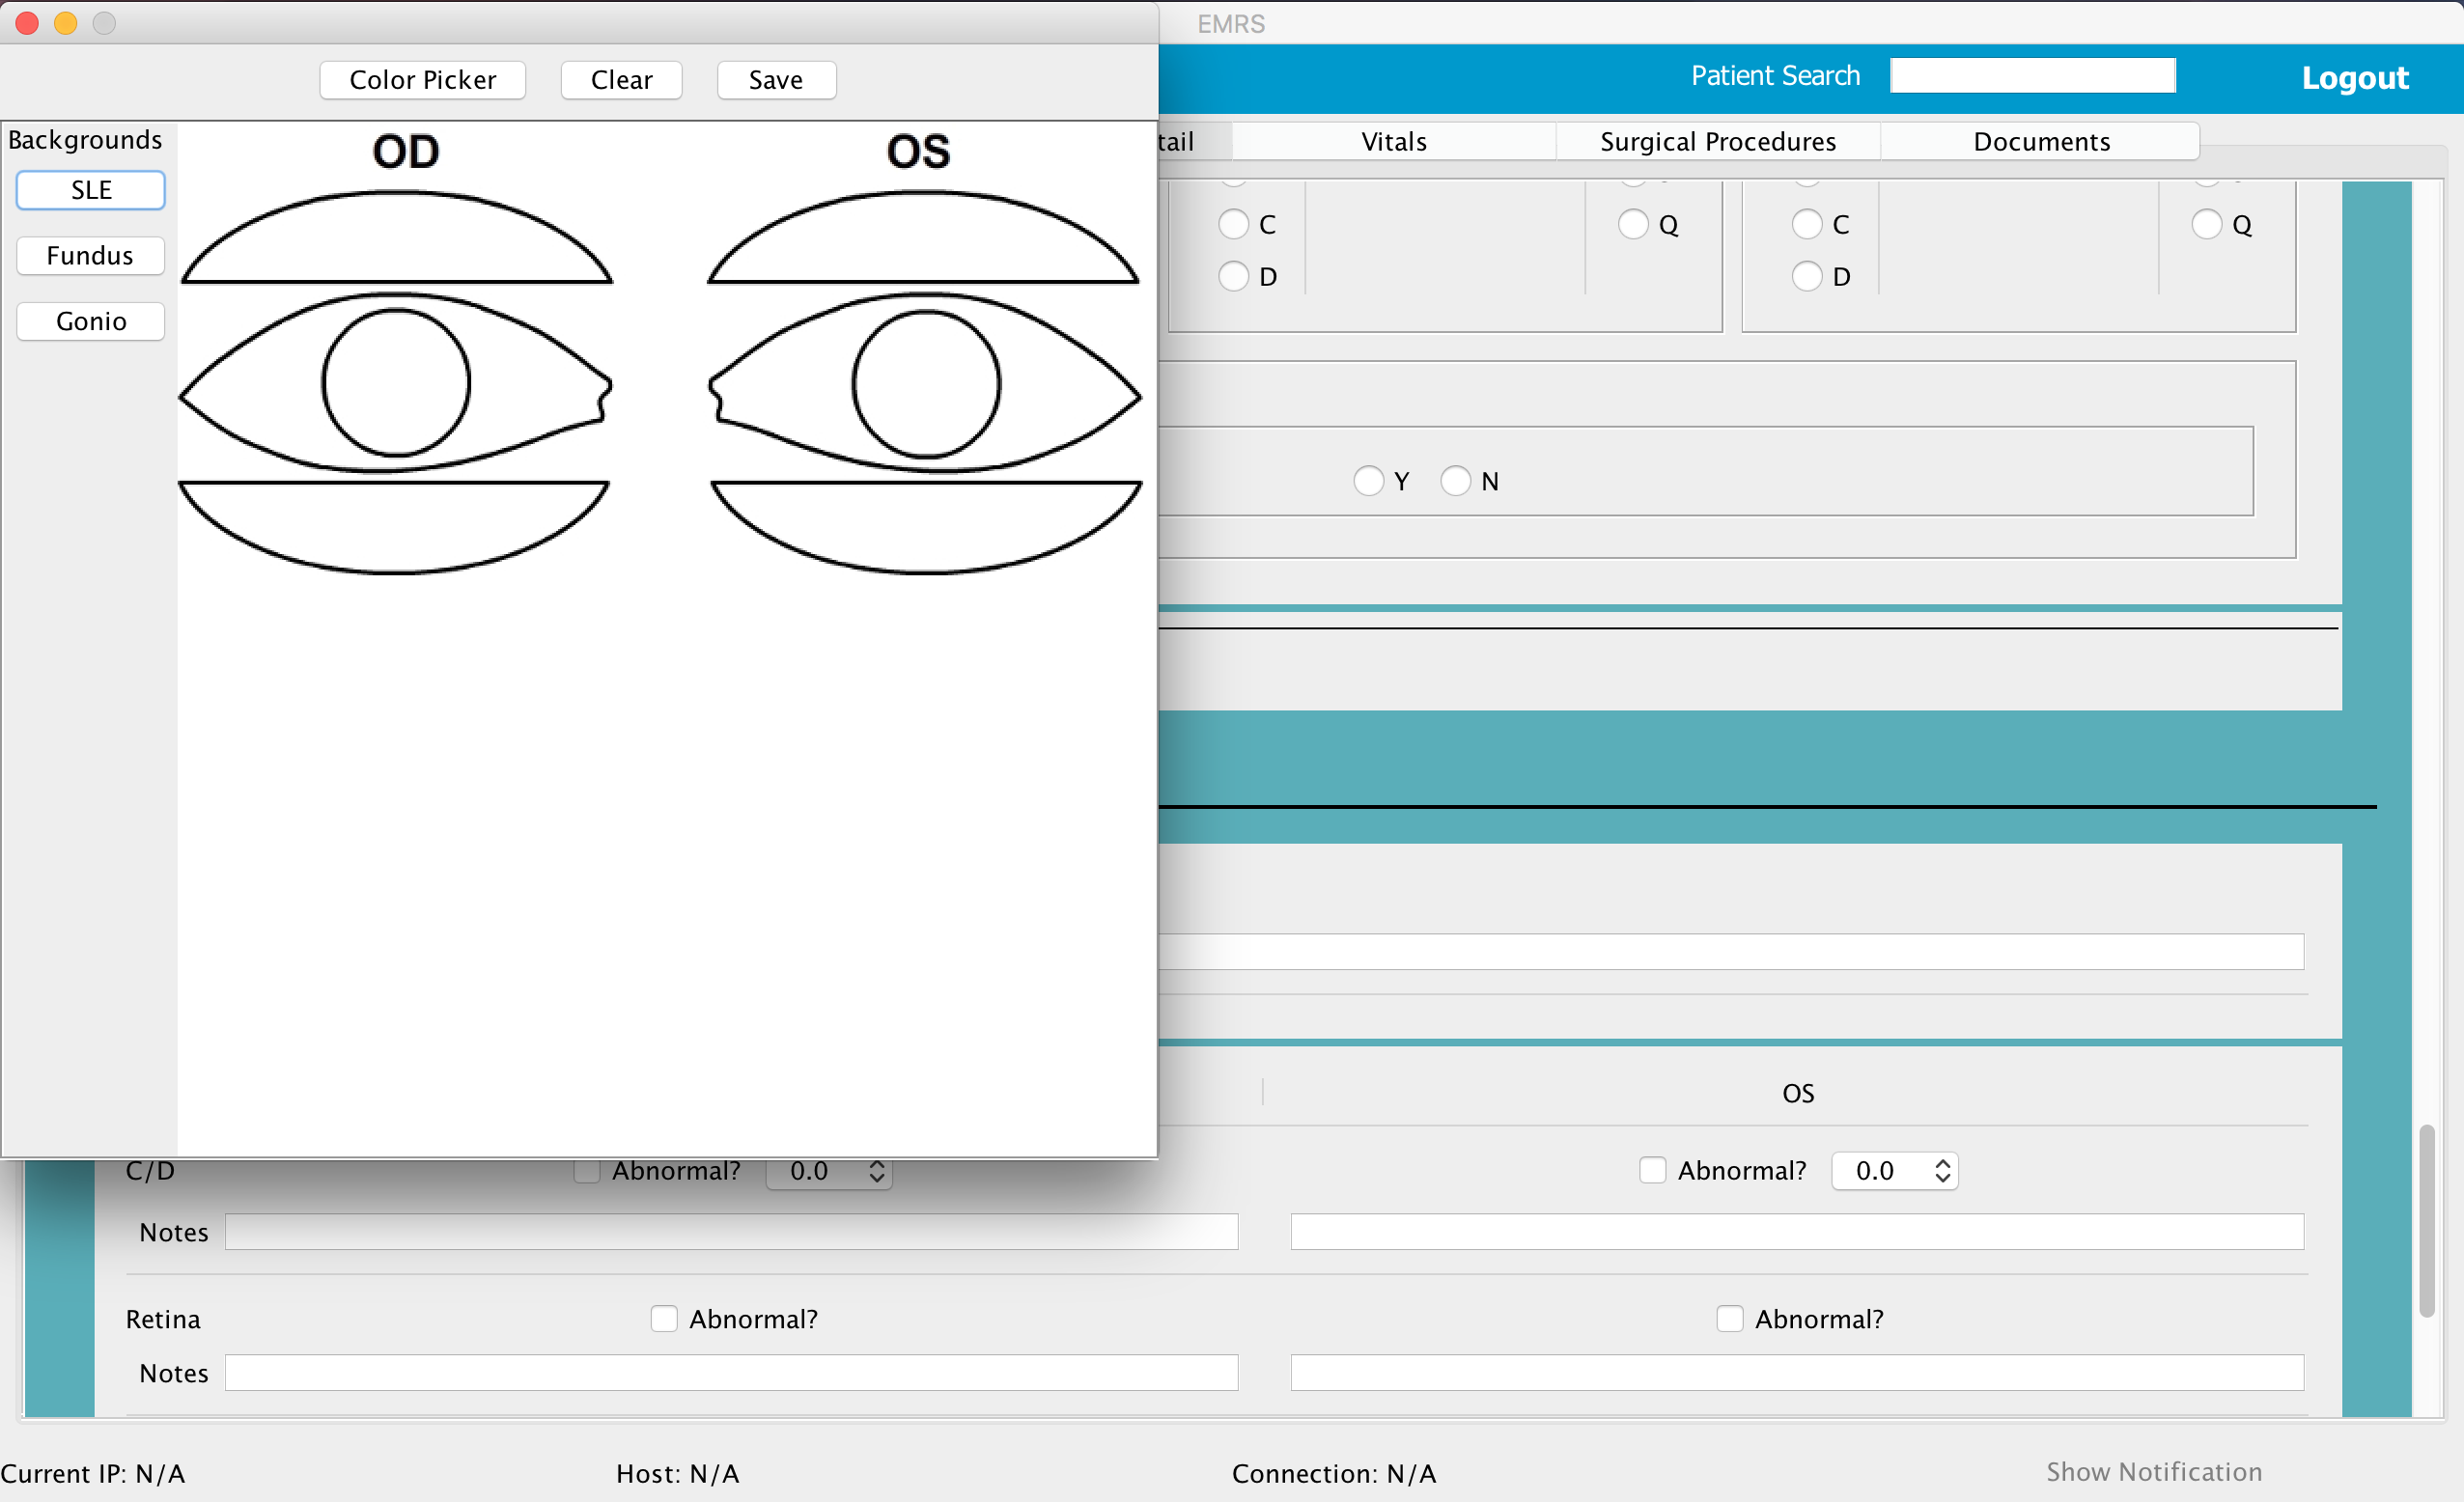 EMRS
Color Picker Clear Save
Patient Search
Logout
Backgrounds
SLE
Fundus
Gonio
OD OS
tail Vitals Surgical Procedures Documents
C Q C Q
D D
Y N
OS
C/D Abnormal? 0.0 Abnormal? 0.0
Notes
Retina Abnormal? Abnormal?
Notes
Current IP: N/A Host: N/A Connection: N/A Show Notification